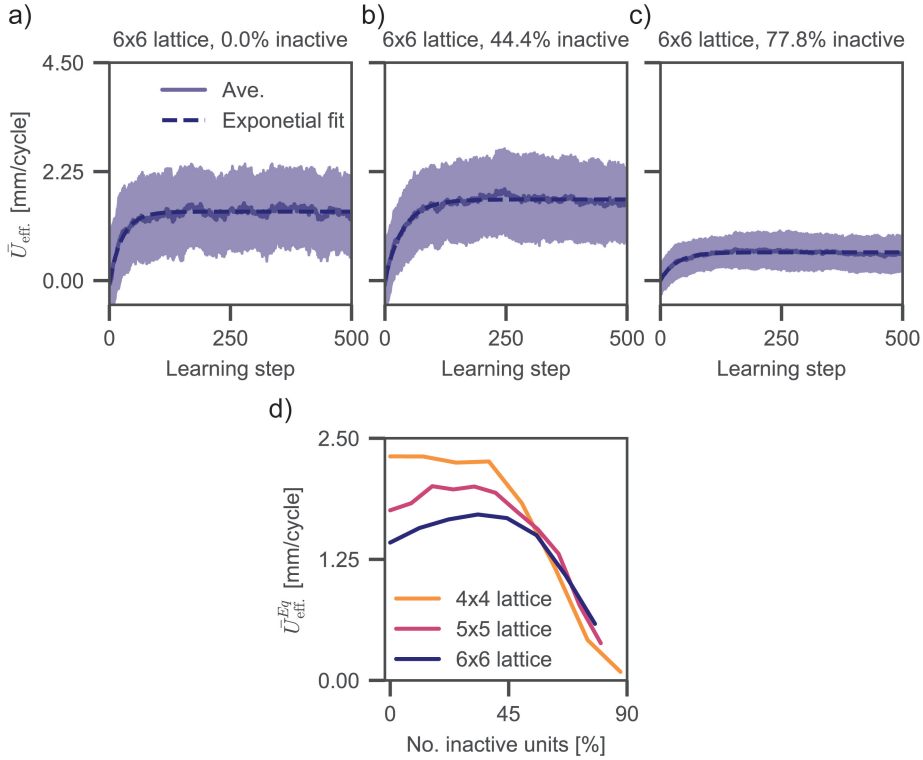 a)
b)
c)
6x6 lattice, 0.0% inactive
6x6 lattice, 44.4% inactive
6x6 lattice, 77.8% inactive
4.50
2.25
0.00
Ūeff. [mm/cycle]
Ave.
Exponetial fit
0 250 500
0 250 500
0 250 500
Learning step
Learning step
Learning step
d)
2.50
1.25
0.00
Ūeff.^Eq [mm/cycle]
4x4 lattice
5x5 lattice
6x6 lattice
0 45 90
No. inactive units [%]